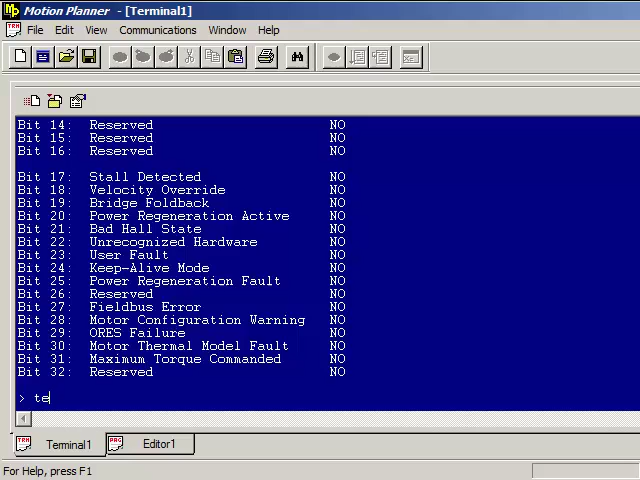 Motion Planner - [Terminal1]
File Edit View Communications Window Help
Bit 14: Reserved NO
Bit 15: Reserved NO
Bit 16: Reserved NO
Bit 17: Stall Detected NO
Bit 18: Velocity Override NO
Bit 19: Bridge Foldback NO
Bit 20: Power Regeneration Active NO
Bit 21: Bad Hall State NO
Bit 22: Unrecognized Hardware NO
Bit 23: User Fault NO
Bit 24: Keep-Alive Mode NO
Bit 25: Power Regeneration Fault NO
Bit 26: Reserved NO
Bit 27: Fieldbus Error NO
Bit 28: Motor Configuration Warning NO
Bit 29: ORES Failure NO
Bit 30: Motor Thermal Model Fault NO
Bit 31: Maximum Torque Commanded NO
Bit 32: Reserved NO
> te
Terminal1 Editor1
For Help, press F1